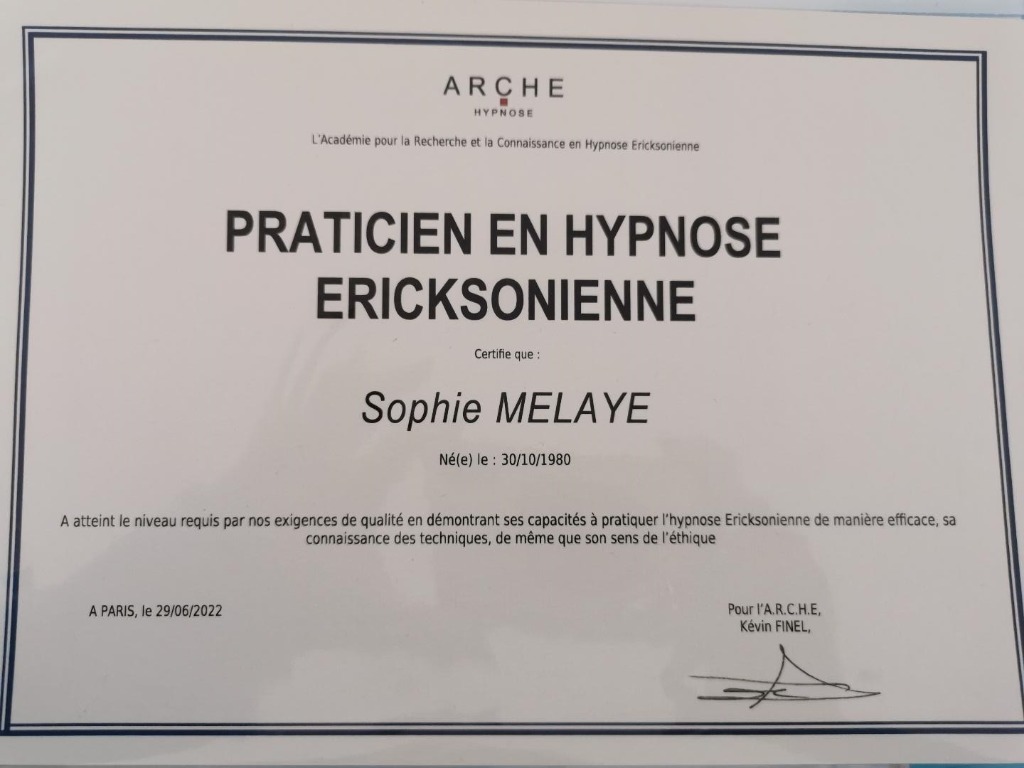 ARCHE
HYPNOSE
L'Académie pour la Recherche et la Connaissance en Hypnose Ericksonienne
PRATICIEN EN HYPNOSE
ERICKSONIENNE
Certifie que :
Sophie MELAYE
Né(e) le : 30/10/1980
A atteint le niveau requis par nos exigences de qualité en démontrant ses capacités à pratiquer l'hypnose Ericksonienne de manière efficace, sa
connaissance des techniques, de même que son sens de l'éthique
A PARIS, le 29/06/2022
Pour l'A.R.C.H.E,
Kévin FINEL,